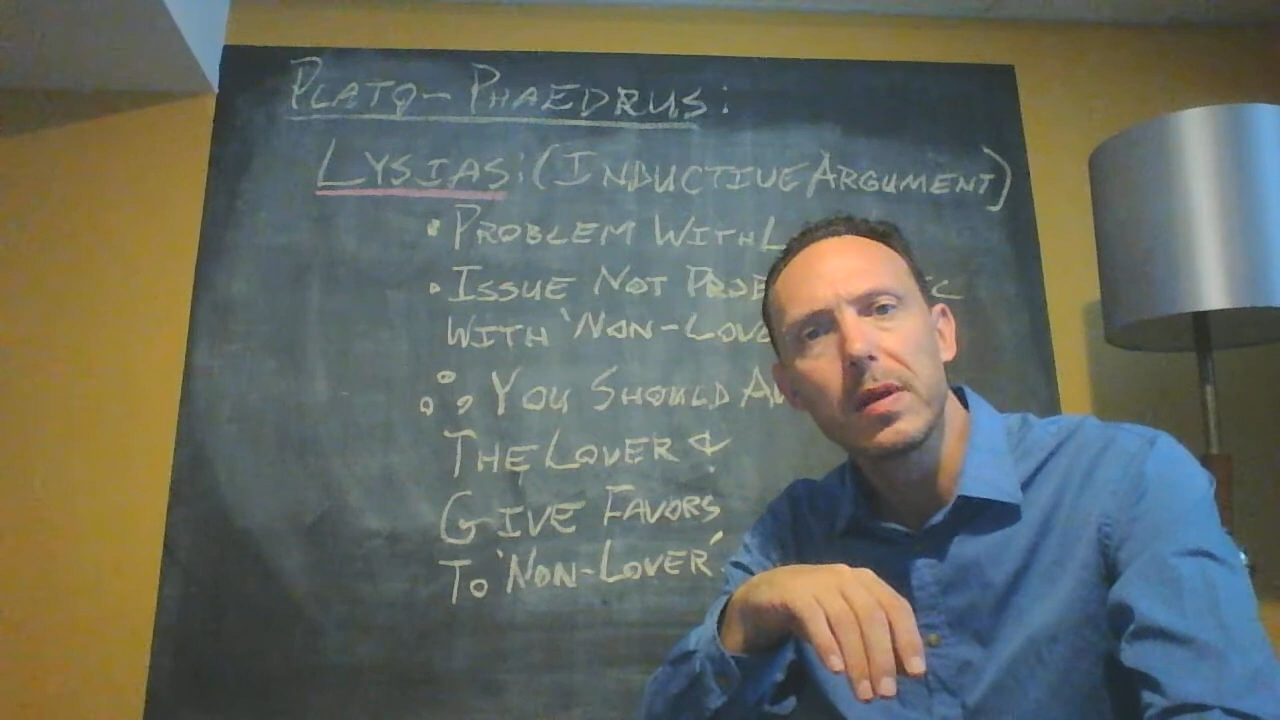 PLATO - PHAEDRUS:
LYSIAS: (INDUCTIVE ARGUMENT)
• PROBLEM WITH L
• ISSUE NOT
WITH 'NON-LOVE
∴ YOU SHOULD
THE LOVER &
GIVE FAVORS
TO 'NON-LOVER'